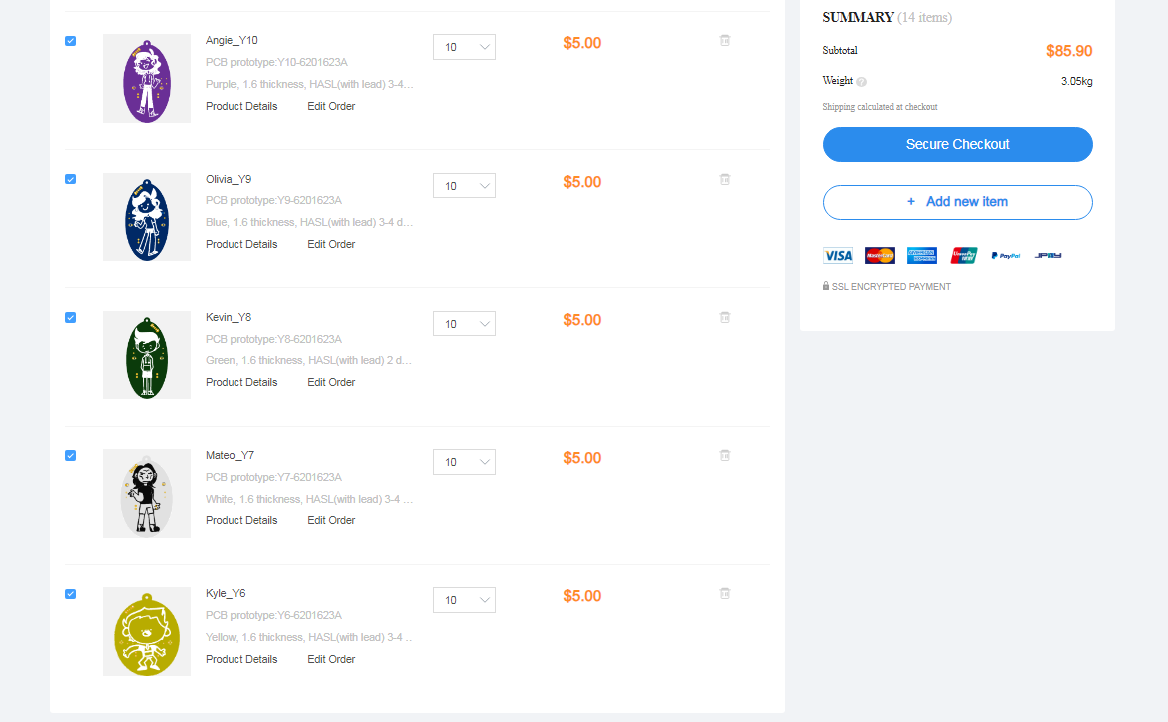 Angie_Y10
PCB prototype:Y10-6201623A
Purple, 1.6 thickness, HASL(with lead) 3-4...
Product Details Edit Order
10
$5.00
Olivia_Y9
PCB prototype:Y9-6201623A
Blue, 1.6 thickness, HASL(with lead) 3-4 d...
Product Details Edit Order
10
$5.00
Kevin_Y8
PCB prototype:Y8-6201623A
Green, 1.6 thickness, HASL(with lead) 2 d...
Product Details Edit Order
10
$5.00
Mateo_Y7
PCB prototype:Y7-6201623A
White, 1.6 thickness, HASL(with lead) 3-4 ...
Product Details Edit Order
10
$5.00
Kyle_Y6
PCB prototype:Y6-6201623A
Yellow, 1.6 thickness, HASL(with lead) 3-4 ..
Product Details Edit Order
10
$5.00
SUMMARY (14 items)
Subtotal $85.90
Weight ? 3.05kg
Shipping calculated at checkout
Secure Checkout
+ Add new item
VISA MasterCard AMERICAN EXPRESS UnionPay PayPal
SSL ENCRYPTED PAYMENT